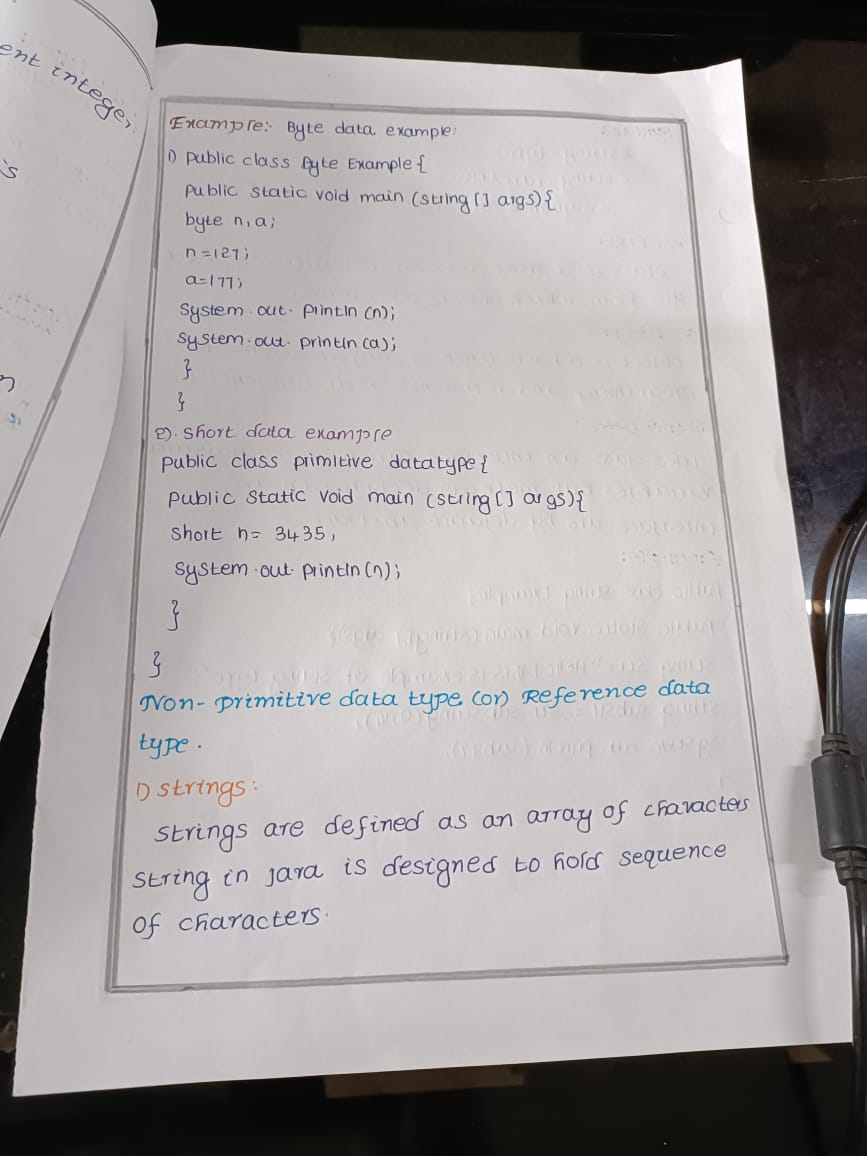 ent integer,
is
Example:- Byte data example:
1) Public class Byte Example {
Public static void main (string [] args) {
byte n, a;
n=127;
a=177;
System.out.println (n);
System.out.println (a);
}
}
2). Short data example
public class primitive datatype {
public static void main (string [] args) {
Short n= 3435,
System.out.println (n);
}
}
Non-primitive data type (or) Reference data
type.
1) Strings:
Strings are defined as an array of characters
String in java is designed to hold sequence
of characters.